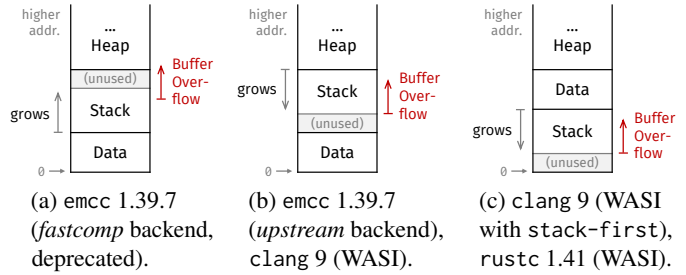 higher
addr.
...
Heap
(unused)
Stack
Data
grows
0
Buffer
Over-
flow
(a) emcc 1.39.7
(fastcomp backend,
deprecated).
higher
addr.
...
Heap
Stack
(unused)
Data
grows
0
Buffer
Over-
flow
(b) emcc 1.39.7
(upstream backend),
clang 9 (WASI).
higher
addr.
...
Heap
Data
Stack
(unused)
grows
0
Buffer
Over-
flow
(c) clang 9 (WASI
with stack-first),
rustc 1.41 (WASI).